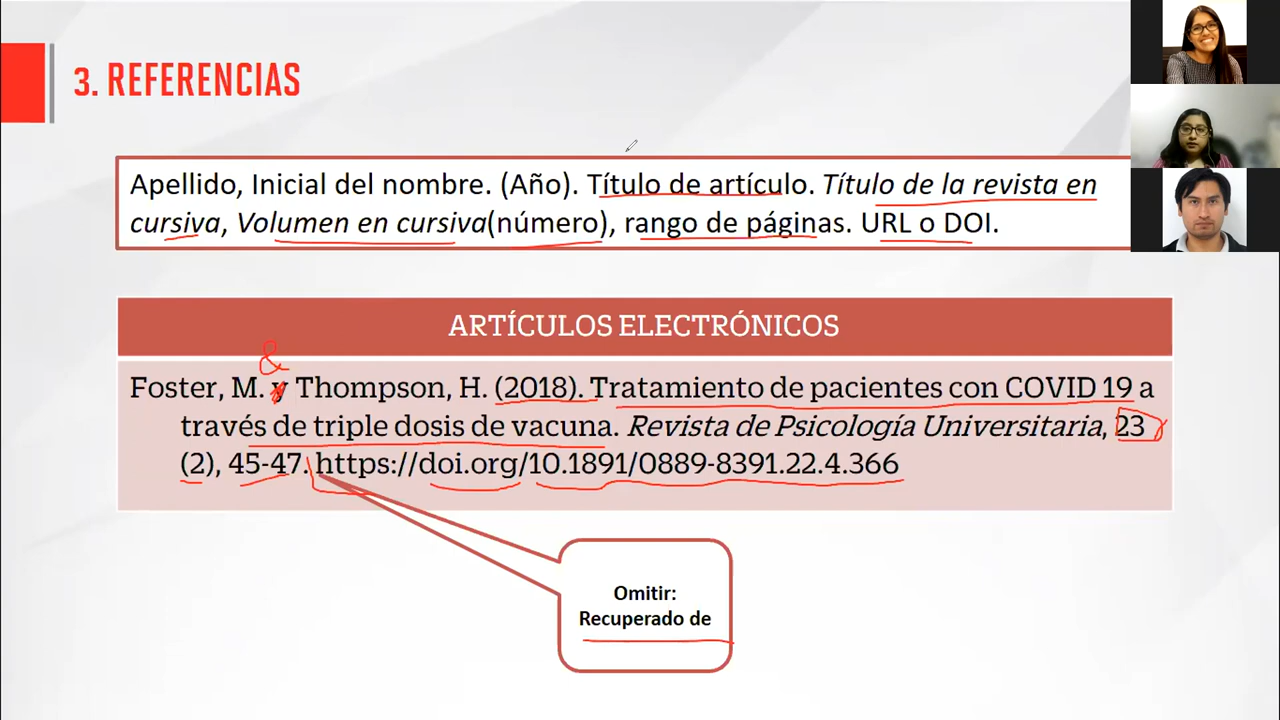 3. REFERENCIAS
Apellido, Inicial del nombre. (Año). Título de artículo. Título de la revista en
cursiva, Volumen en cursiva(número), rango de páginas. URL o DOI.
ARTÍCULOS ELECTRÓNICOS
&
Foster, M. y Thompson, H. (2018). Tratamiento de pacientes con COVID 19 a
través de triple dosis de vacuna. Revista de Psicología Universitaria, 23
(2), 45-47. https://doi.org/10.1891/0889-8391.22.4.366
Omitir:
Recuperado de